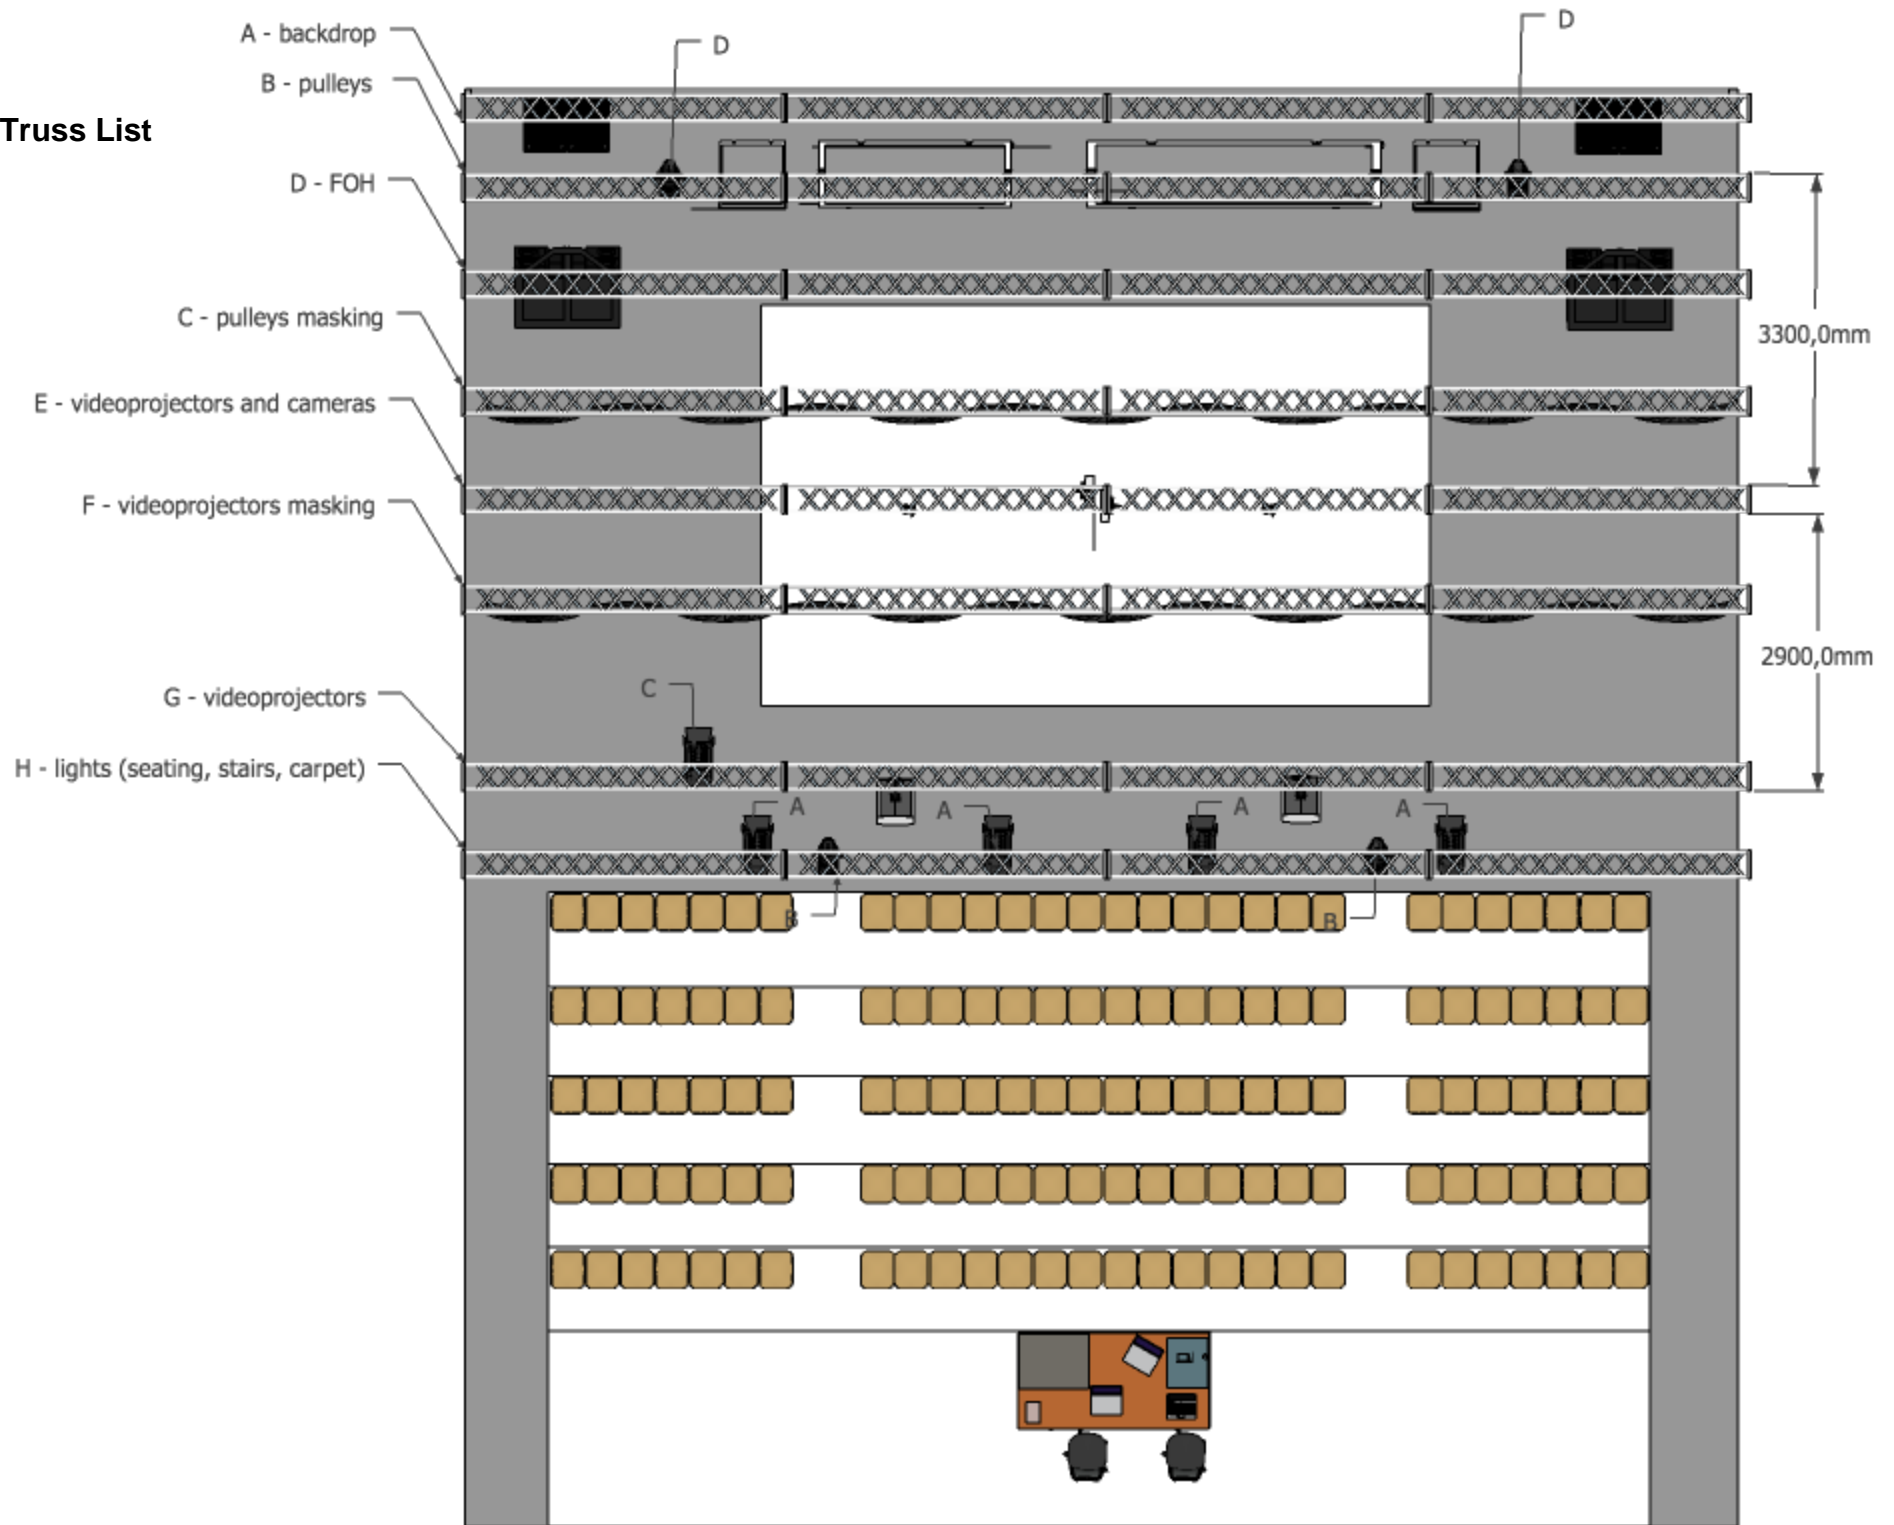 D
A - backdrop
D
B - pulleys
Truss List
D - FOH
C - pulleys masking
3300,0mm
E - videoprojectors and cameras
F - videoprojectors masking
2900,0mm
C
G - videoprojectors
H - lights (seating, stairs, carpet)
A
A
A
A
B
B